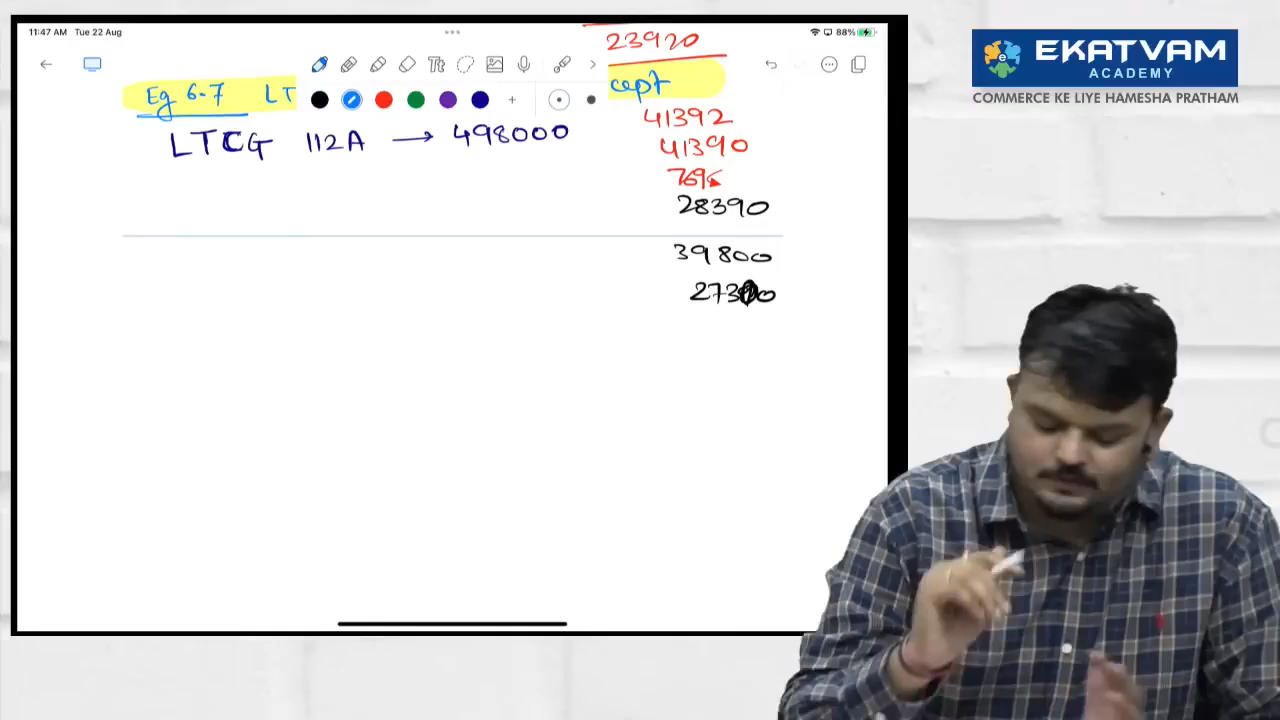 11:47 AM Tue 22 Aug
88%
23920
Eg 6-7 LT
cept
LTCG 112A → 498000
41392
41390
28390
39800
EKATVAM
ACADEMY
COMMERCE KE LIYE HAMESHA PRATHAM
Tt